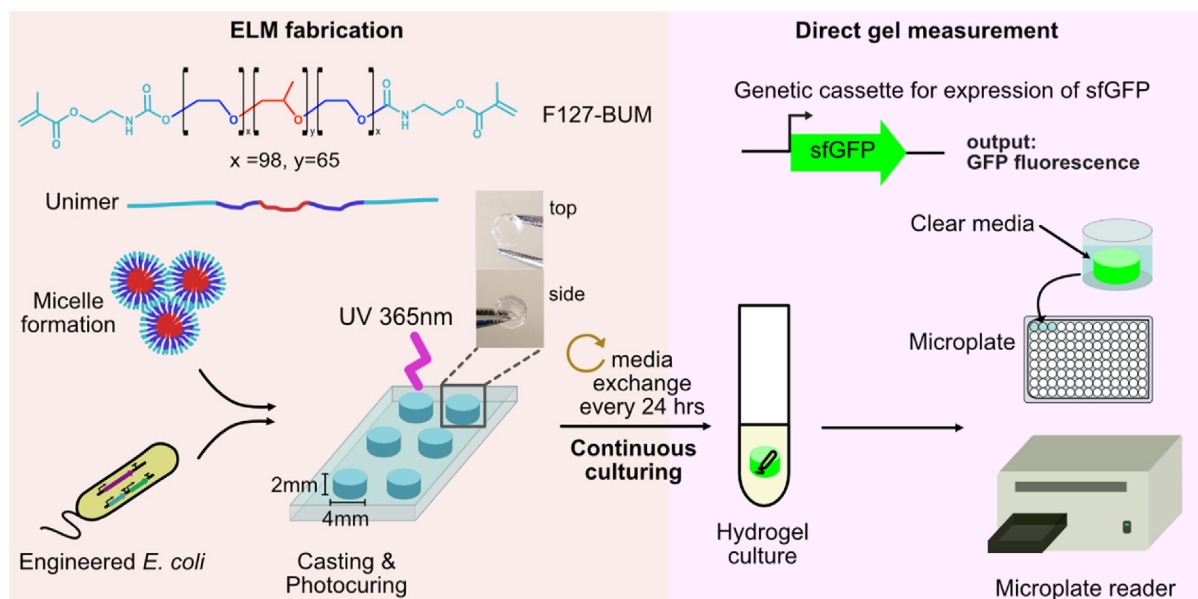 ELM fabrication
O
O
N
H
O
O
x
O
y
O
x
O
N
H
O
O
F127-BUM
x =98, y=65
Unimer
top
side
Micelle
formation
UV 365nm
Engineered E. coli
2mm
4mm
Casting &
Photocuring
media
exchange
every 24 hrs
Continuous
culturing
Direct gel measurement
Genetic cassette for expression of sfGFP
sfGFP
output:
GFP fluorescence
Clear media
Microplate
Hydrogel
culture
Microplate reader